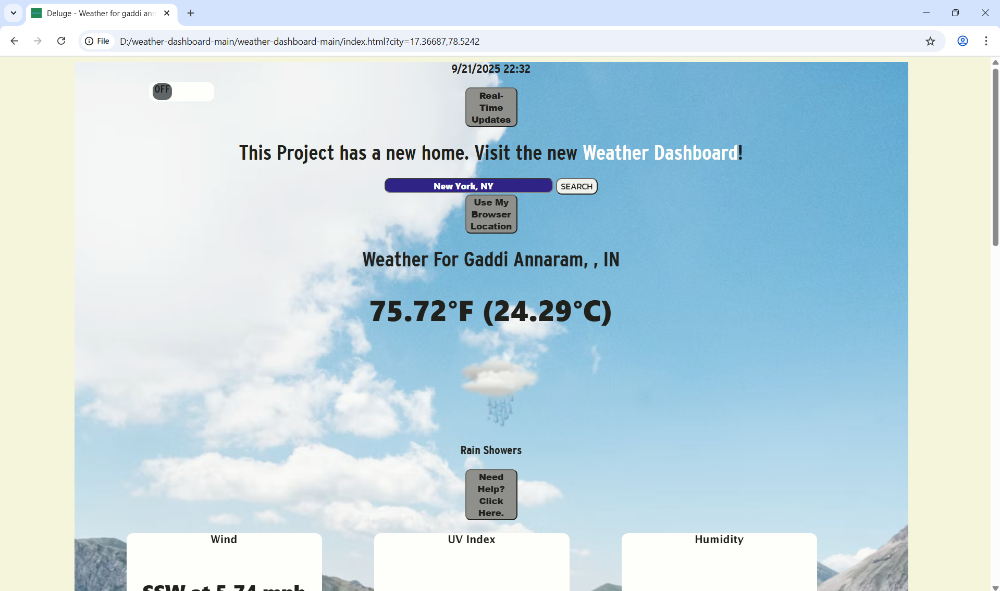 Deluge - Weather for gaddi ann
File
D:/weather-dashboard-main/weather-dashboard-main/index.html?city=17.36687,78.5242
9/21/2025 22:32
OFF
Real-
Time
Updates
This Project has a new home. Visit the new Weather Dashboard!
New York, NY
SEARCH
Use My
Browser
Location
Weather For Gaddi Annaram, , IN
75.72°F (24.29°C)
Rain Showers
Need
Help?
Click
Here.
Wind
UV Index
Humidity
SSW at 5.74 mph